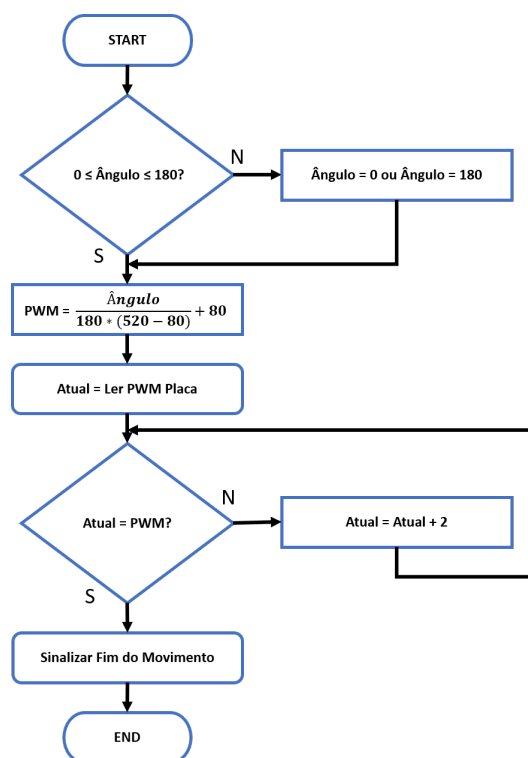 START
0 ≤ Ângulo ≤ 180?
N
Ângulo = 0 ou Ângulo = 180
S
PWM = Ângulo / 180 * (520 − 80) + 80
Atual = Ler PWM Placa
Atual = PWM?
N
Atual = Atual + 2
S
Sinalizar Fim do Movimento
END